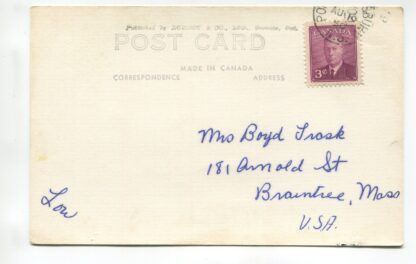 POST CARD
MADE IN CANADA
CORRESPONDENCE ADDRESS
CANADA
3¢
Mrs Boyd Trask
181 Arnold St
Braintree, Mass
U.S.A.
Lou